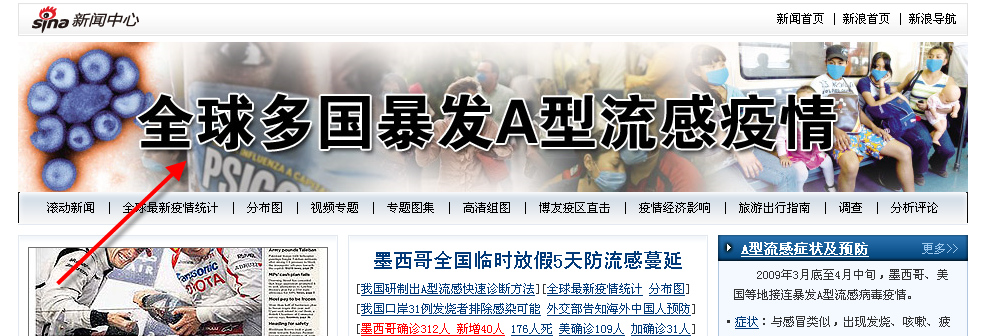 sina 新闻中心
新闻首页 | 新浪首页 | 新浪导航
全球多国暴发A型流感疫情
INFLUENZA A CAPS
PSICO
滚动新闻 | 全球最新疫情统计 | 分布图 | 视频专题 | 专题图集 | 高清组图 | 博友疫区直击 | 疫情经济影响 | 旅游出行指南 | 调查 | 分析评论
Panasonic
TOYOTA
Army pounds Taleban
MPs' cash plan falls
Most pay to be frozen
Heading for safety
墨西哥全国临时放假5天防流感蔓延
[我国研制出A型流感快速诊断方法][全球最新疫情统计 分布图]
[我国口岸31例发烧者排除感染可能 外交部告知海外中国人预防]
[墨西哥确诊312人 新增40人 176人死 美确诊109人 加确诊31人]
A型流感症状及预防 更多>>
2009年3月底至4月中旬，墨西哥、美
国等地接连暴发A型流感病毒疫情。
· 症状：与感冒类似，出现发烧、咳嗽、疲